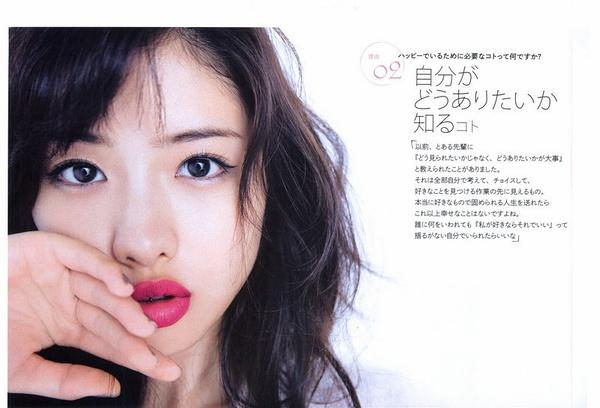 理由
02
ハッピーでいるために必要なコトって何ですか?
自分が
どうありたいか
知るコト
「以前、とある先輩に
『どう見られたいかじゃなく、どうありたいかが大事』
と教えられたことがありました。
それは全部自分で考えて、チョイスして、
好きなことを見つける作業の先に見えるもの。
本当に好きなもので固められる人生を送れたら
これ以上幸せなことはないですよね。
誰に何をいわれても『私が好きならそれでいい』って
揺るがない自分でいられたらいいな」